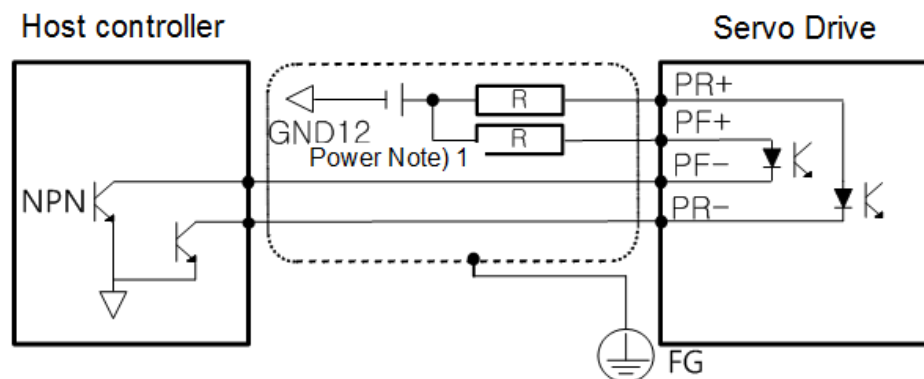 Host controller
Servo Drive
PR+
R
GND12
PF+
Power Note) 1
R
PF-
NPN
PR-
FG